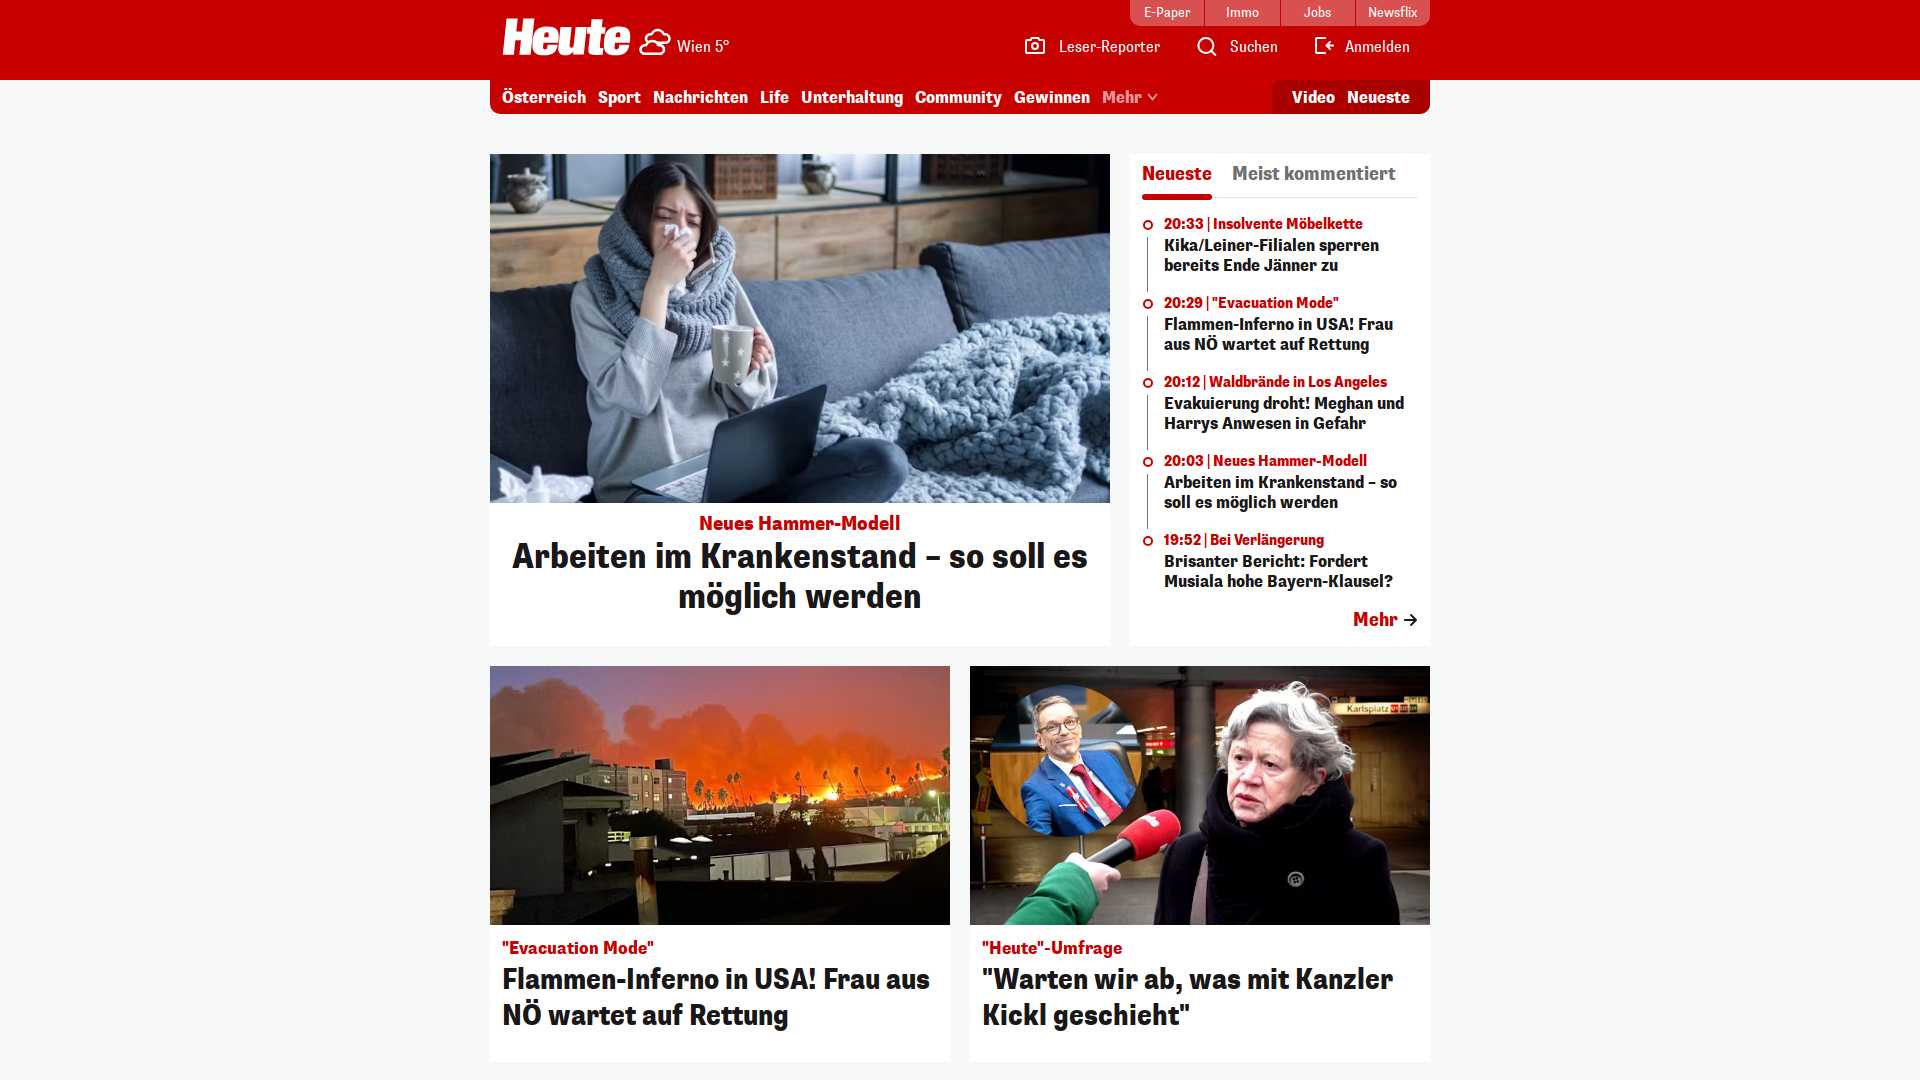 E-Paper
Immo
Jobs
Newsflix
Heute
Wien 5°
Leser-Reporter
Suchen
Anmelden
Österreich
Sport
Nachrichten
Life
Unterhaltung
Community
Gewinnen
Mehr
Video
Neueste
Neues Hammer-Modell
Arbeiten im Krankenstand – so soll es
möglich werden
Neueste
Meist kommentiert
20:33 | Insolvente Möbelkette
Kika/Leiner-Filialen sperren
bereits Ende Jänner zu
20:29 | "Evacuation Mode"
Flammen-Inferno in USA! Frau
aus NÖ wartet auf Rettung
20:12 | Waldbrände in Los Angeles
Evakuierung droht! Meghan und
Harrys Anwesen in Gefahr
20:03 | Neues Hammer-Modell
Arbeiten im Krankenstand – so
soll es möglich werden
19:52 | Bei Verlängerung
Brisanter Bericht: Fordert
Musiala hohe Bayern-Klausel?
Mehr
"Evacuation Mode"
Flammen-Inferno in USA! Frau aus
NÖ wartet auf Rettung
Karlsplatz
Heute
"Heute"-Umfrage
"Warten wir ab, was mit Kanzler
Kickl geschieht"